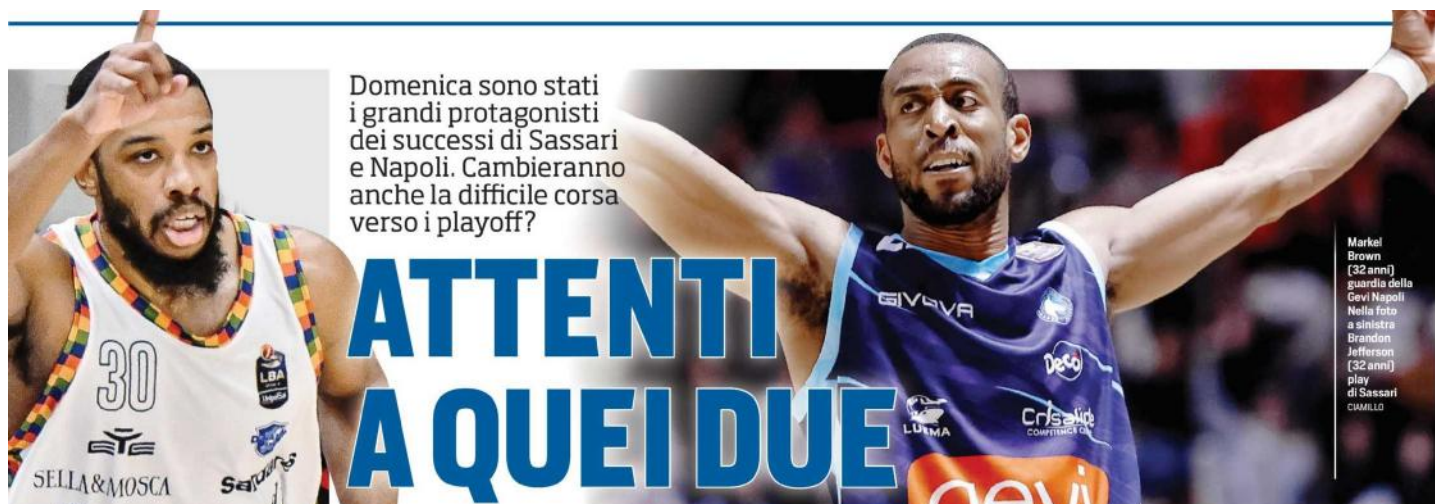 Domenica sono stati
i grandi protagonisti
dei successi di Sassari
e Napoli. Cambieranno
anche la difficile corsa
verso i playoff?
ATTENTI
A QUEI DUE
30
LBA
SELLA&MOSCA
GIVOVA
Decò
LUEMA
Crisalide
gevi
Markel
Brown
(32 anni)
guardia della
Gevi Napoli
Nella foto
a sinistra
Brandon
Jefferson
(32 anni)
play
di Sassari
CIAMILLO